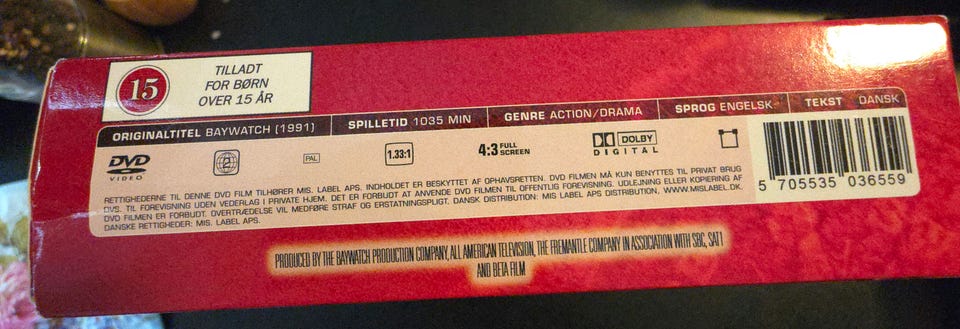 15
TILLADT
FOR BØRN
OVER 15 ÅR
ORIGINALTITEL BAYWATCH (1991)
SPILLETID 1035 MIN
GENRE ACTION/DRAMA
SPROG ENGELSK
TEKST DANSK
DVD
VIDEO
2
PAL
1.33:1
4:3 FULL
SCREEN
DOLBY
DIGITAL
5 705535 036559
RETTIGHEDERNE TIL DENNE DVD FILM TILHØRER MIS. LABEL APS. INDHOLDET ER BESKYTTET AF OPHAVSRETTEN. DVD FILMEN MÅ KUN BENYTTES TIL PRIVAT BRUG
DVS. TIL FOREVISNING UDEN VEDERLAG I PRIVATE HJEM. DET ER FORBUDT AT ANVENDE DVD FILMEN TIL OFFENTLIG FOREVISNING. UDLEJNING ELLER KOPIERING AF
DVD FILMEN ER FORBUDT. OVERTRÆDELSE VIL MEDFØRE STRAF OG ERSTATNINGSPLIGT. DANSK DISTRIBUTION: MIS LABEL APS DISTRIBUTION, WWW.MISLABEL.DK.
DANSKE RETTIGHEDER: MIS. LABEL APS.
PRODUCED BY THE BAYWATCH PRODUCTION COMPANY, ALL AMERICAN TELEVISION, THE FREMANTLE COMPANY IN ASSOCIATION WITH SBC, SAT1
AND BETA FILM